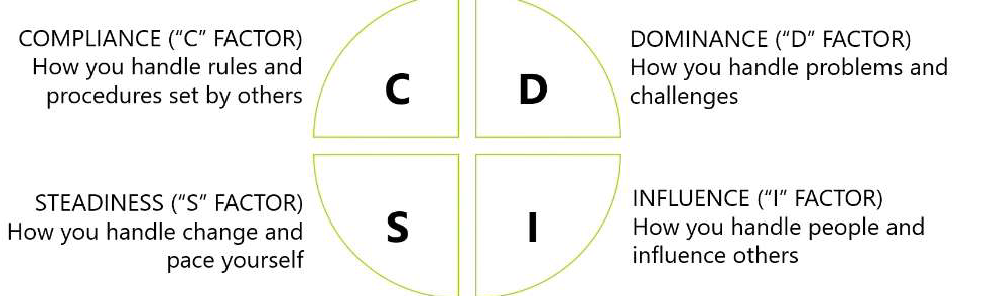 COMPLIANCE (“C” FACTOR)
How you handle rules and
procedures set by others
C
D
DOMINANCE (“D” FACTOR)
How you handle problems and
challenges
STEADINESS (“S” FACTOR)
How you handle change and
pace yourself
S
I
INFLUENCE (“I” FACTOR)
How you handle people and
influence others